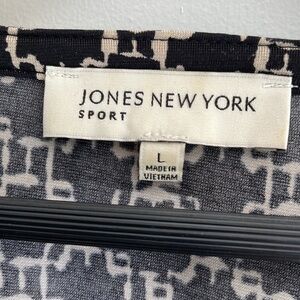 JONES NEW YORK
SPORT
L
MADE IN
VIETNAM